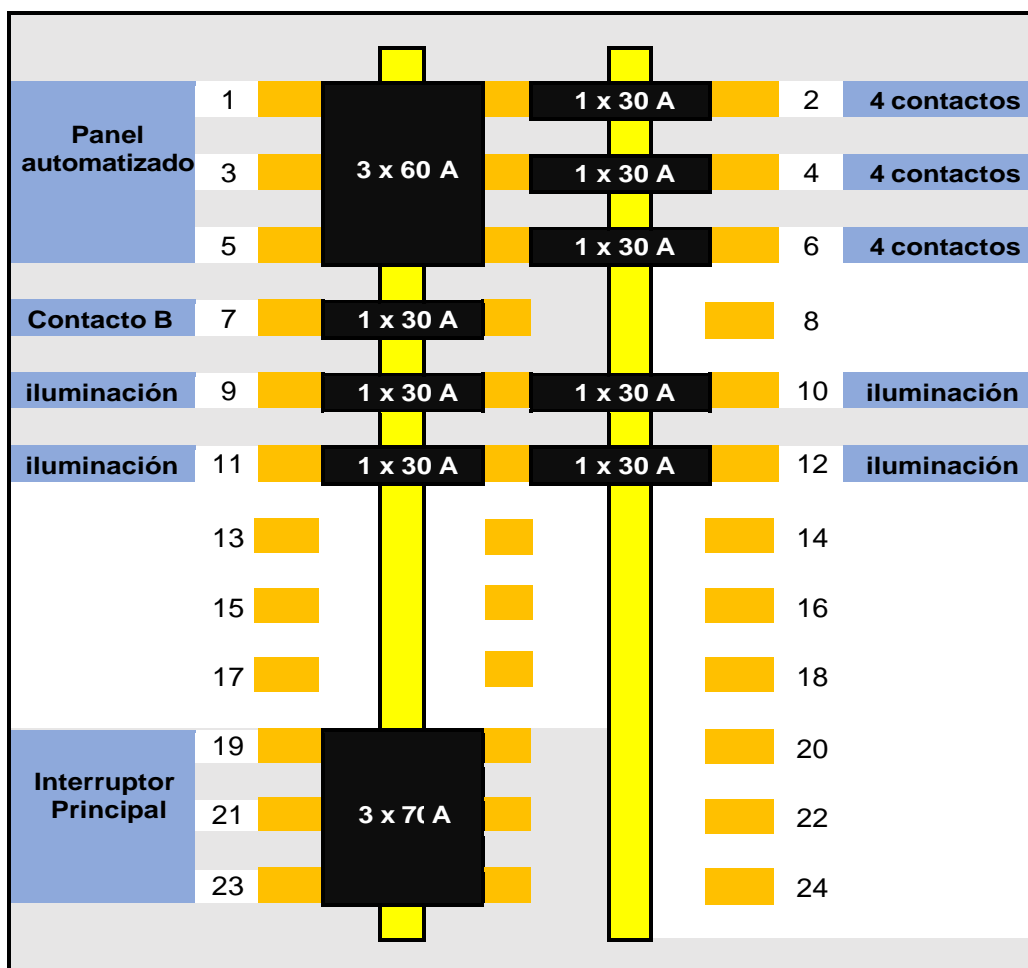 1 1 x 30 A 2 4 contactos
Panel
automatizado 3 3 x 60 A 1 x 30 A 4 4 contactos
5 1 x 30 A 6 4 contactos
Contacto B 7 1 x 30 A 8
iluminación 9 1 x 30 A 1 x 30 A 10 iluminación
iluminación 11 1 x 30 A 1 x 30 A 12 iluminación
13 14
15 16
17 18
19 20
Interruptor
Principal 21 3 x 70 A 22
23 24